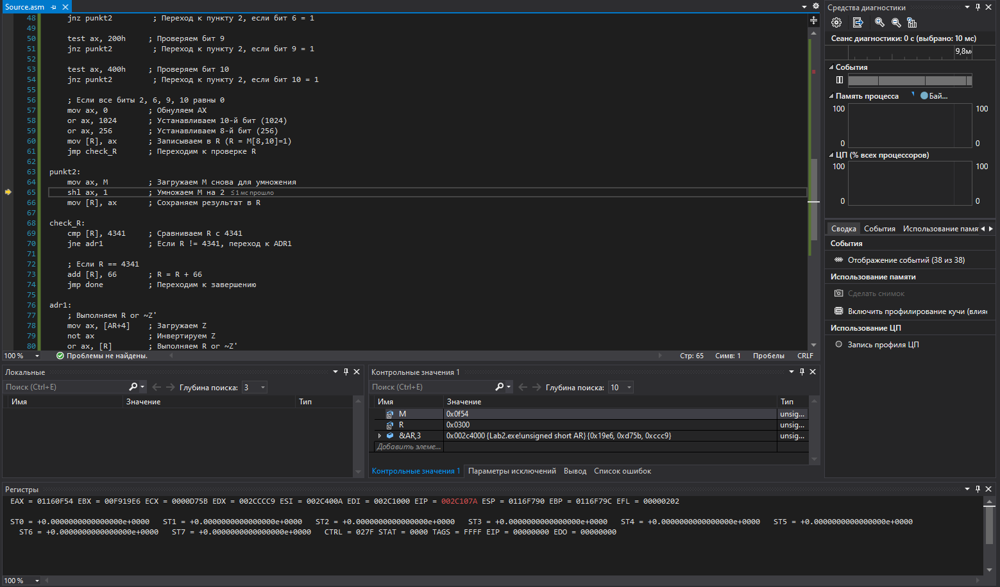 Source.asm
48 jnz punkt2 ; Переход к пункту 2, если бит 6 = 1
49
50 test ax, 200h ; Проверяем бит 9
51 jnz punkt2 ; Переход к пункту 2, если бит 9 = 1
52
53 test ax, 400h ; Проверяем бит 10
54 jnz punkt2 ; Переход к пункту 2, если бит 10 = 1
55
56 ; Если все биты 2, 6, 9, 10 равны 0
57 mov ax, 0 ; Обнуляем AX
58 or ax, 1024 ; Устанавливаем 10-й бит (1024)
59 or ax, 256 ; Устанавливаем 8-й бит (256)
60 mov [R], ax ; Записываем в R (R = M[8,10]=1)
61 jmp check_R ; Переходим к проверке R
62
63 punkt2:
64 mov ax, M ; Загружаем M снова для умножения
65 shl ax, 1 ; Умножаем M на 2 ≤ 1 мс прошло
66 mov [R], ax ; Сохраняем результат в R
67
68 check_R:
69 cmp [R], 4341 ; Сравниваем R с 4341
70 jne adr1 ; Если R != 4341, переход к ADR1
71
72 ; Если R == 4341
73 add [R], 66 ; R = R + 66
74 jmp done ; Переходим к завершению
75
76 adr1:
77 ; Выполняем R or ~Z'
78 mov ax, [AR+4] ; Загружаем Z
79 not ax ; Инвертируем Z
80 or ax, [R] ; Выполняем R or ~Z'
100 % Проблемы не найдены. Стр: 65 Симв: 1 Пробелы CRLF
Средства диагностики
Сеанс диагностики: 0 с (выбрано: 10 мс)
9,8мс
События
Память процесса Бай...
100 100
0 0
ЦП (% всех процессоров)
100 100
0 0
Сводка События Использование памя
События
Отображение событий (38 из 38)
Использование памяти
Сделать снимок
Включить профилирование кучи (влияе
Использование ЦП
Запись профиля ЦП
Локальные
Поиск (Ctrl+E) Глубина поиска: 3
Имя Значение Тип
Контрольные значения 1
Поиск (Ctrl+E) Глубина поиска: 10
Имя Значение Тип
M 0x0f54 unsig...
R 0x0300 unsig...
&AR,3 0x002c4000 {Lab2.exe!unsigned short AR} {0x19e6, 0xd75b, 0xccc9} unsig...
Добавить элеме...
Контрольные значения 1 Параметры исключений Вывод Список ошибок
Регистры
EAX = 01160F54 EBX = 00F919E6 ECX = 0000D75B EDX = 002CCCC9 ESI = 002C400A EDI = 002C1000 EIP = 002C107A ESP = 0116F790 EBP = 0116F79C EFL = 00000202
ST0 = +0.0000000000000000e+0000 ST1 = +0.0000000000000000e+0000 ST2 = +0.0000000000000000e+0000 ST3 = +0.0000000000000000e+0000 ST4 = +0.0000000000000000e+0000 ST5 = +0.0000000000000000e+0000
ST6 = +0.0000000000000000e+0000 ST7 = +0.0000000000000000e+0000 CTRL = 027F STAT = 0000 TAGS = FFFF EIP = 00000000 EDO = 00000000
100 %